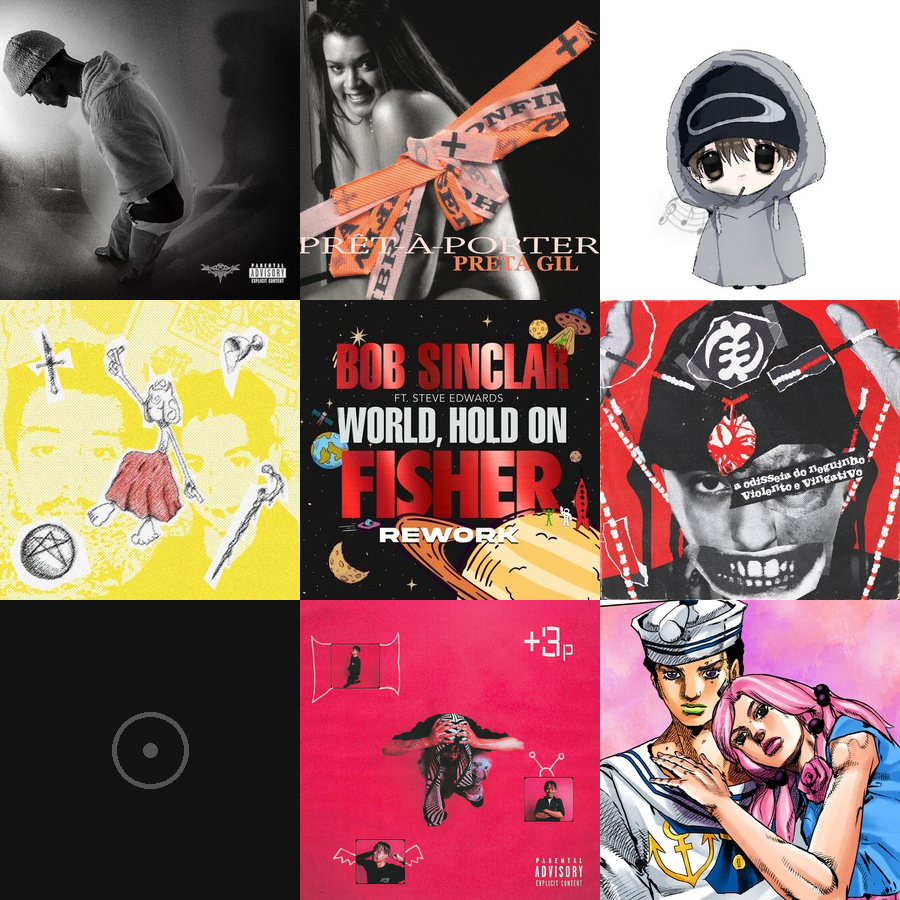 PARENTAL
ADVISORY
EXPLICIT CONTENT
PRÊT-À-PORTER
PRETA GIL
BOB SINCLAR
FT. STEVE EDWARDS
WORLD, HOLD ON
FISHER
REWORK
a odisseia do neguinho
Violento e Vingativo
+3p
PARENTAL
ADVISORY
EXPLICIT CONTENT